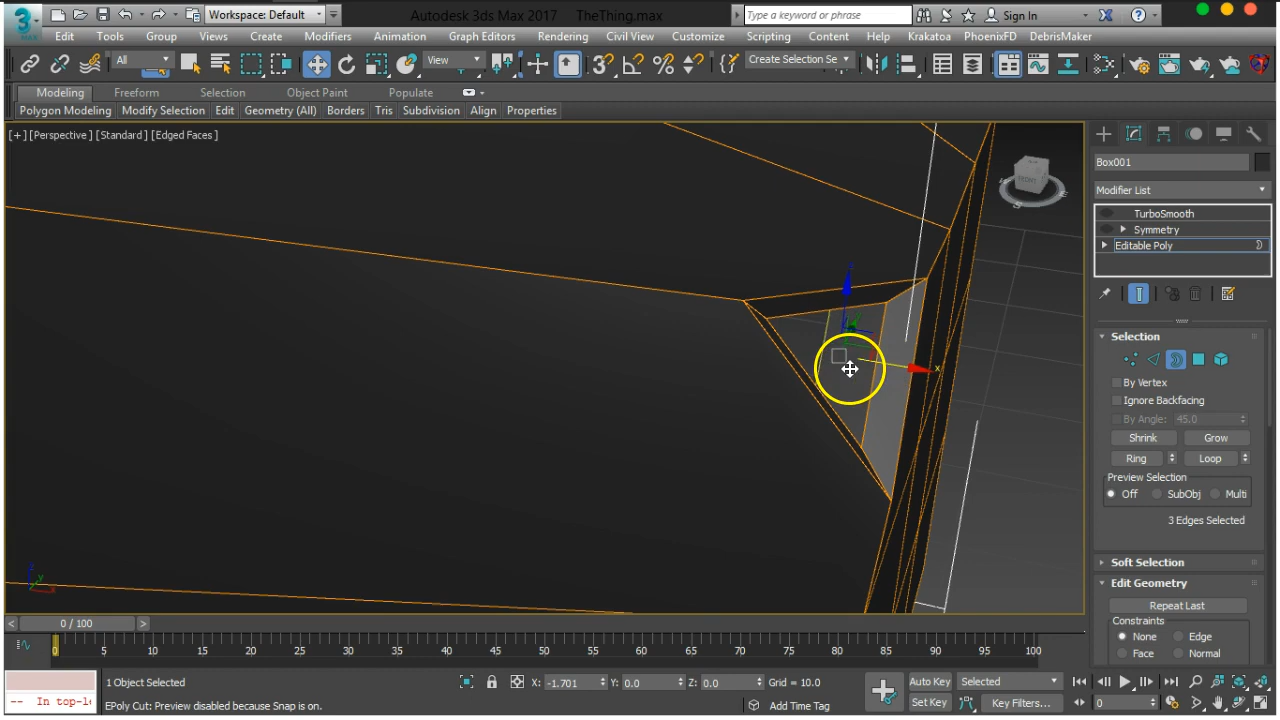 3 Workspace: Default Autodesk 3ds Max 2017 TheThing.max Type a keyword or phrase Sign In
MAX Edit Tools Group Views Create Modifiers Animation Graph Editors Rendering Civil View Customize Scripting Content Help Krakatoa PhoenixFD DebrisMaker
All View 3 Create Selection Se
Modeling Freeform Selection Object Paint Populate
Polygon Modeling Modify Selection Edit Geometry (All) Borders Tris Subdivision Align Properties
[+] [Perspective] [Standard] [Edged Faces]
Box001
Modifier List
TurboSmooth
Symmetry
Editable Poly
Selection
By Vertex
Ignore Backfacing
By Angle: 45.0
Shrink Grow
Ring Loop
Preview Selection
Off SubObj Multi
3 Edges Selected
Soft Selection
Edit Geometry
Repeat Last
Constraints
None Edge
Face Normal
x
z
y
< 0 / 100 >
0 5 10 15 20 25 30 35 40 45 50 55 60 65 70 75 80 85 90 95 100
1 Object Selected X: -1.701 Y: 0.0 Z: 0.0 Grid = 10.0 Auto Key Selected
-- In top-le EPoly Cut: Preview disabled because Snap is on. Add Time Tag Set Key Key Filters... 0